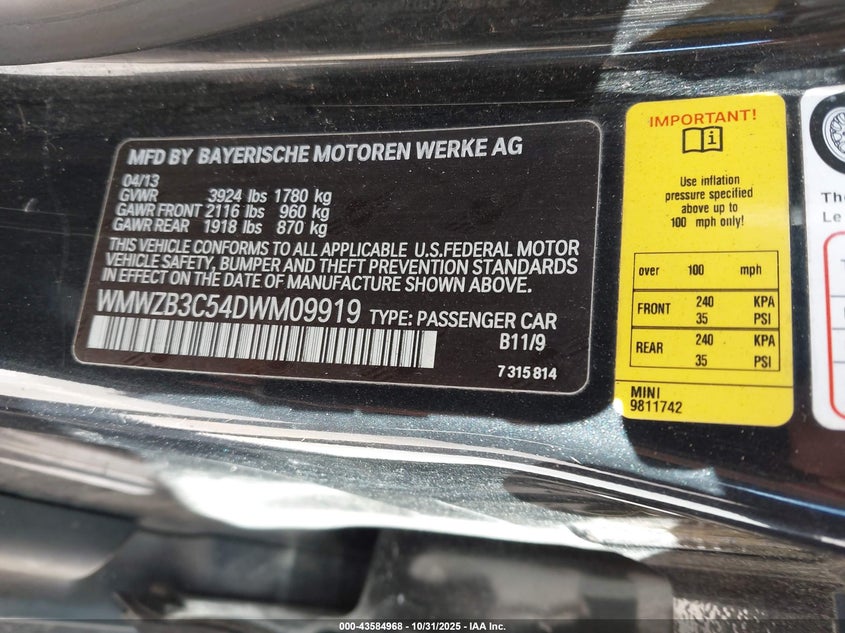 MFD BY BAYERISCHE MOTOREN WERKE AG
04/13
GVWR 3924 lbs 1780 kg
GAWR FRONT 2116 lbs 960 kg
GAWR REAR 1918 lbs 870 kg
THIS VEHICLE CONFORMS TO ALL APPLICABLE U.S.FEDERAL MOTOR
VEHICLE SAFETY, BUMPER AND THEFT PREVENTION STANDARDS
IN EFFECT ON THE DATE OF MANUFACTURE SHOWN ABOVE.
WMWZB3C54DWM09919 TYPE: PASSENGER CAR
B11/9
7 315 814
IMPORTANT!
i
Use inflation
pressure specified
above up to
100 mph only!
over 100 mph
FRONT 240 KPA
35 PSI
REAR 240 KPA
35 PSI
MINI
9811742
Le
000-43584968 - 10/31/2025 - IAA Inc.